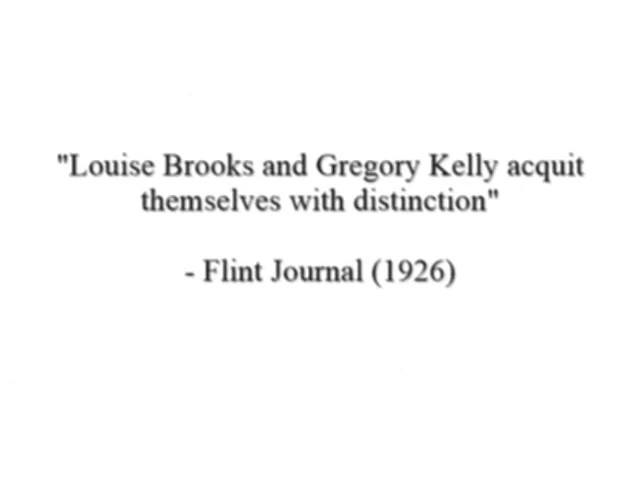 "Louise Brooks and Gregory Kelly acquit
themselves with distinction"
- Flint Journal (1926)